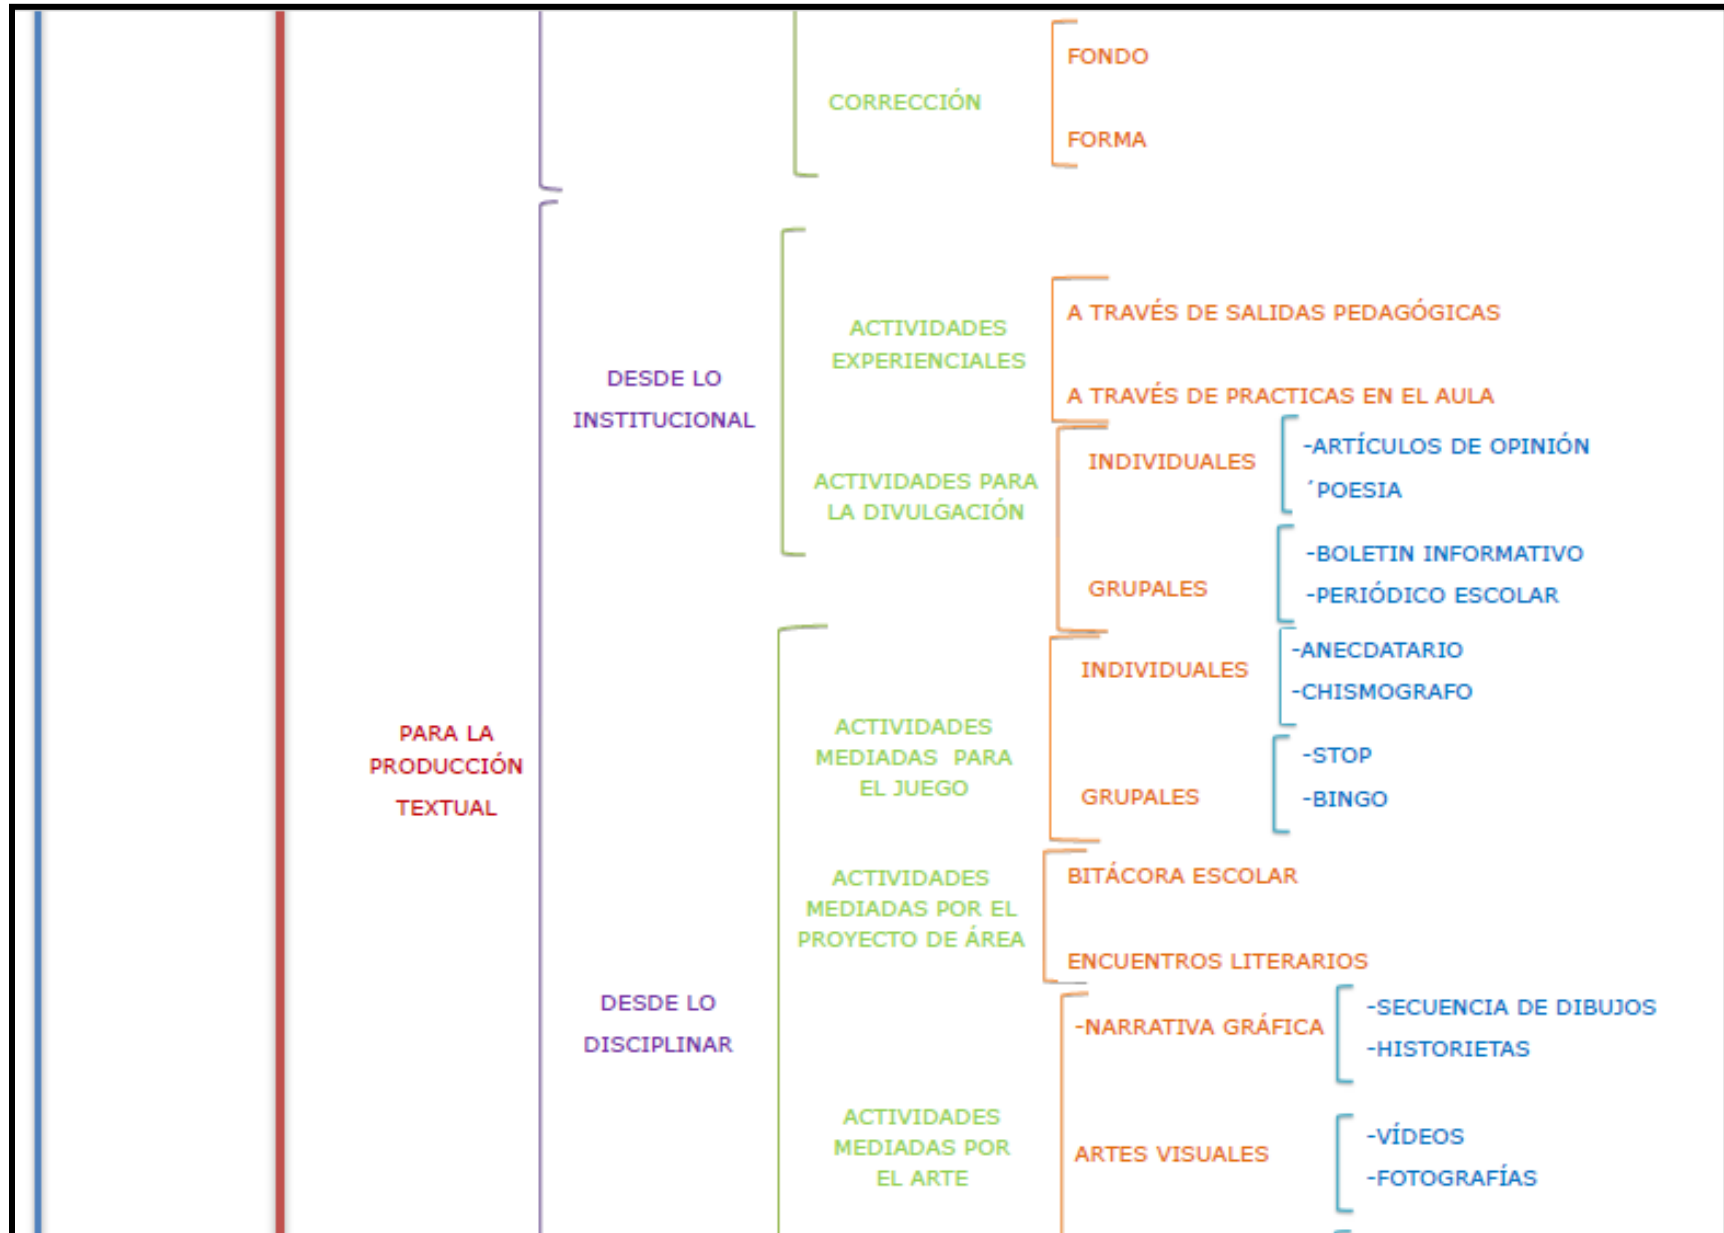 FONDO
CORRECCIÓN
FORMA
A TRAVÉS DE SALIDAS PEDAGÓGICAS
ACTIVIDADES
EXPERIENCIALES
A TRAVÉS DE PRACTICAS EN EL AULA
DESDE LO
INSTITUCIONAL
INDIVIDUALES
-ARTÍCULOS DE OPINIÓN
´POESIA
ACTIVIDADES PARA
LA DIVULGACIÓN
GRUPALES
-BOLETIN INFORMATIVO
-PERIÓDICO ESCOLAR
INDIVIDUALES
-ANECDATARIO
-CHISMOGRAFO
PARA LA
PRODUCCIÓN
TEXTUAL
ACTIVIDADES
MEDIADAS  PARA
EL JUEGO
GRUPALES
-STOP
-BINGO
ACTIVIDADES
MEDIADAS POR EL
PROYECTO DE ÁREA
BITÁCORA ESCOLAR
ENCUENTROS LITERARIOS
DESDE LO
DISCIPLINAR
-NARRATIVA GRÁFICA
-SECUENCIA DE DIBUJOS
-HISTORIETAS
ACTIVIDADES
MEDIADAS POR
EL ARTE
ARTES VISUALES
-VÍDEOS
-FOTOGRAFÍAS